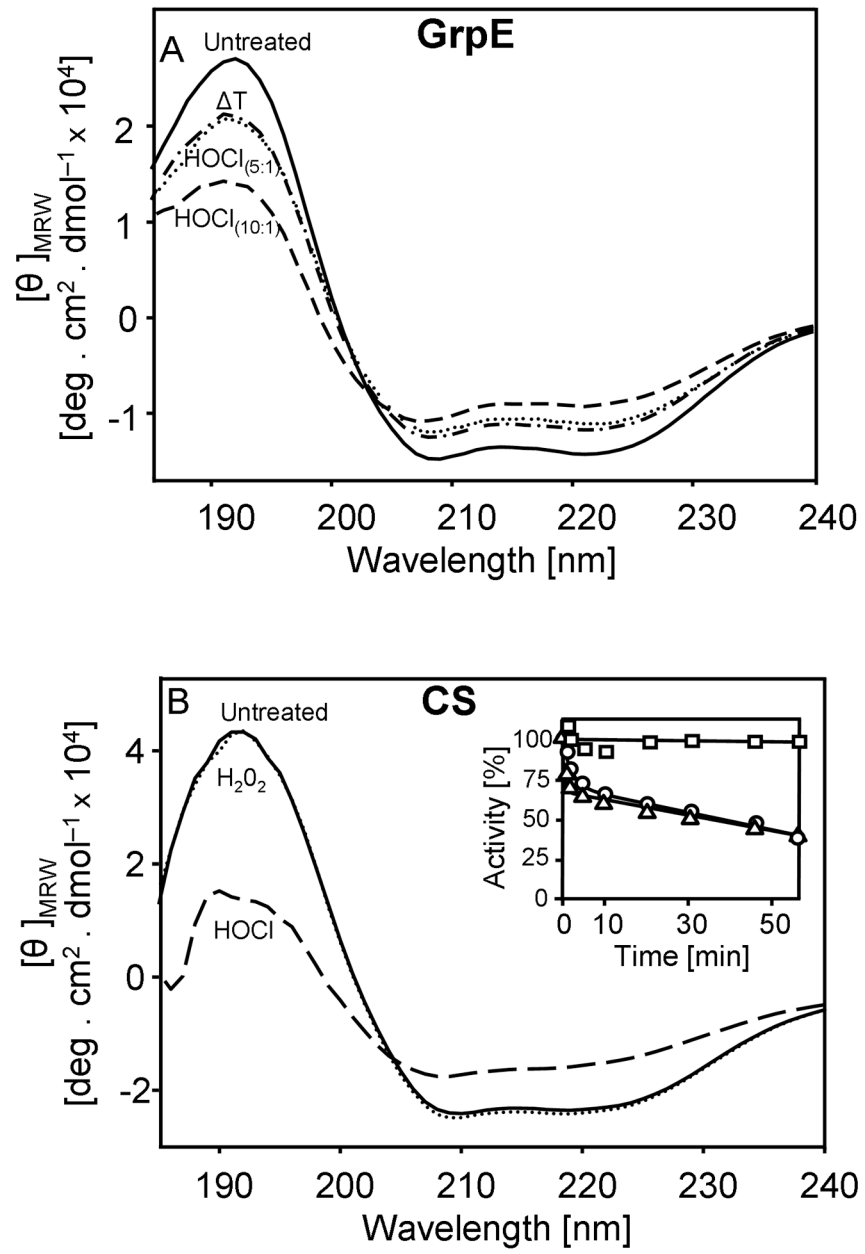 A
GrpE
Untreated
ΔT
HOCl(5:1)
HOCl(10:1)
2
1
0
-1
[θ]MRW
[deg . cm² . dmol⁻¹ x 10⁴]
190 200 210 220 230 240
Wavelength [nm]
B
CS
Untreated
H₂0₂
HOCl
4
2
0
-2
[θ]MRW
[deg . cm² . dmol⁻¹ x 10⁴]
100
75
50
25
0
Activity [%]
0 10 30 50
Time [min]
190 200 210 220 230 240
Wavelength [nm]